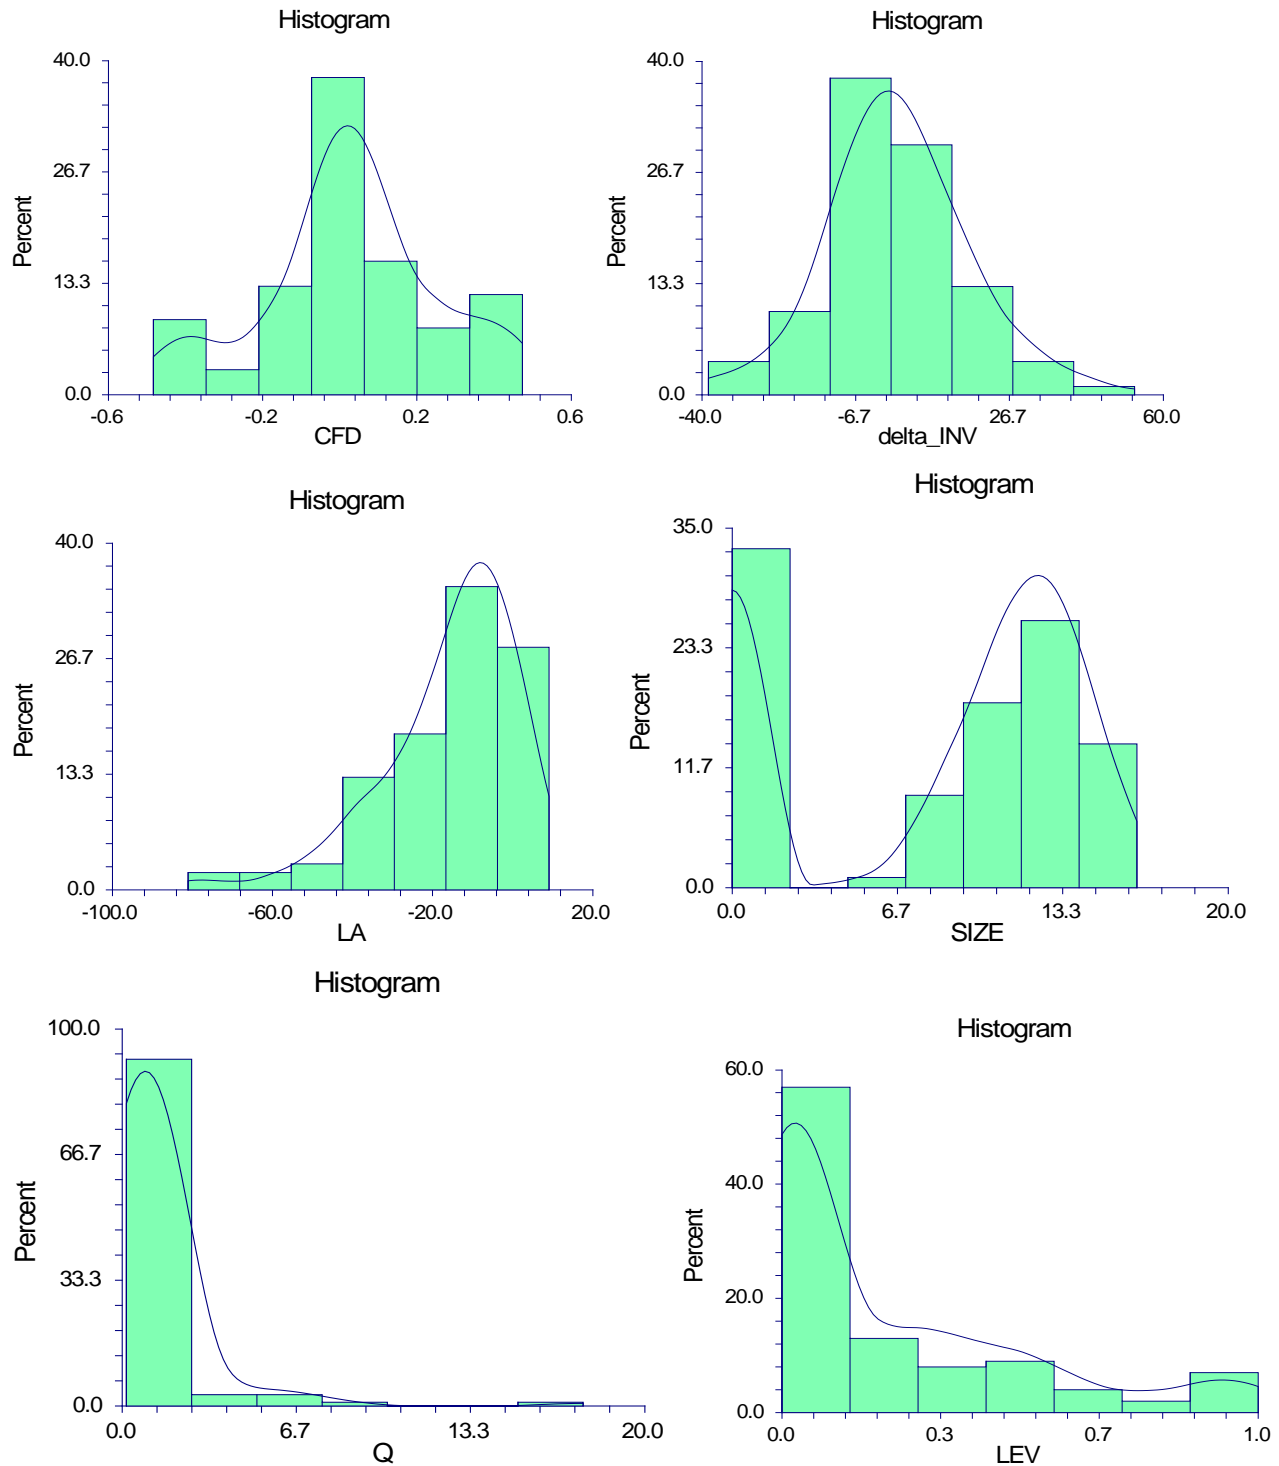 Histogram
40.0
26.7
13.3
0.0
Percent
-0.6
-0.2
0.2
0.6
CFD
Histogram
40.0
26.7
13.3
0.0
Percent
-40.0
-6.7
26.7
60.0
delta_INV
Histogram
40.0
26.7
13.3
0.0
Percent
-100.0
-60.0
-20.0
20.0
LA
Histogram
35.0
23.3
11.7
0.0
Percent
0.0
6.7
13.3
20.0
SIZE
Histogram
100.0
66.7
33.3
0.0
Percent
0.0
6.7
13.3
20.0
Q
Histogram
60.0
40.0
20.0
0.0
Percent
0.0
0.3
0.7
1.0
LEV